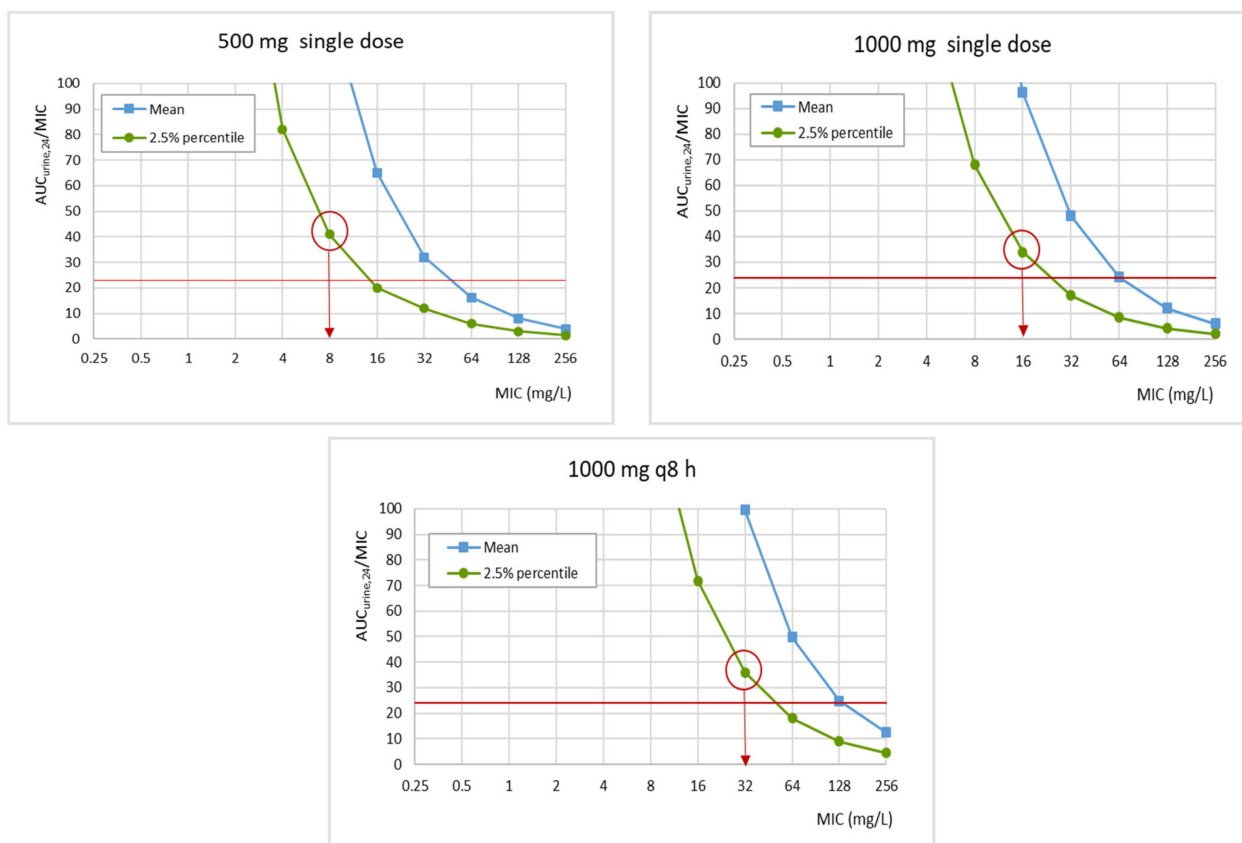 500 mg single dose
AUCurine,24/MIC
100
90
80
70
60
50
40
30
20
10
0
Mean
2.5% percentile
0.25 0.5 1 2 4 8 16 32 64 128 256
MIC (mg/L)
1000 mg single dose
AUCurine,24/MIC
100
90
80
70
60
50
40
30
20
10
0
Mean
2.5% percentile
0.25 0.5 1 2 4 8 16 32 64 128 256
MIC (mg/L)
1000 mg q8 h
AUCurine,24/MIC
100
90
80
70
60
50
40
30
20
10
0
Mean
2.5% percentile
0.25 0.5 1 2 4 8 16 32 64 128 256
MIC (mg/L)